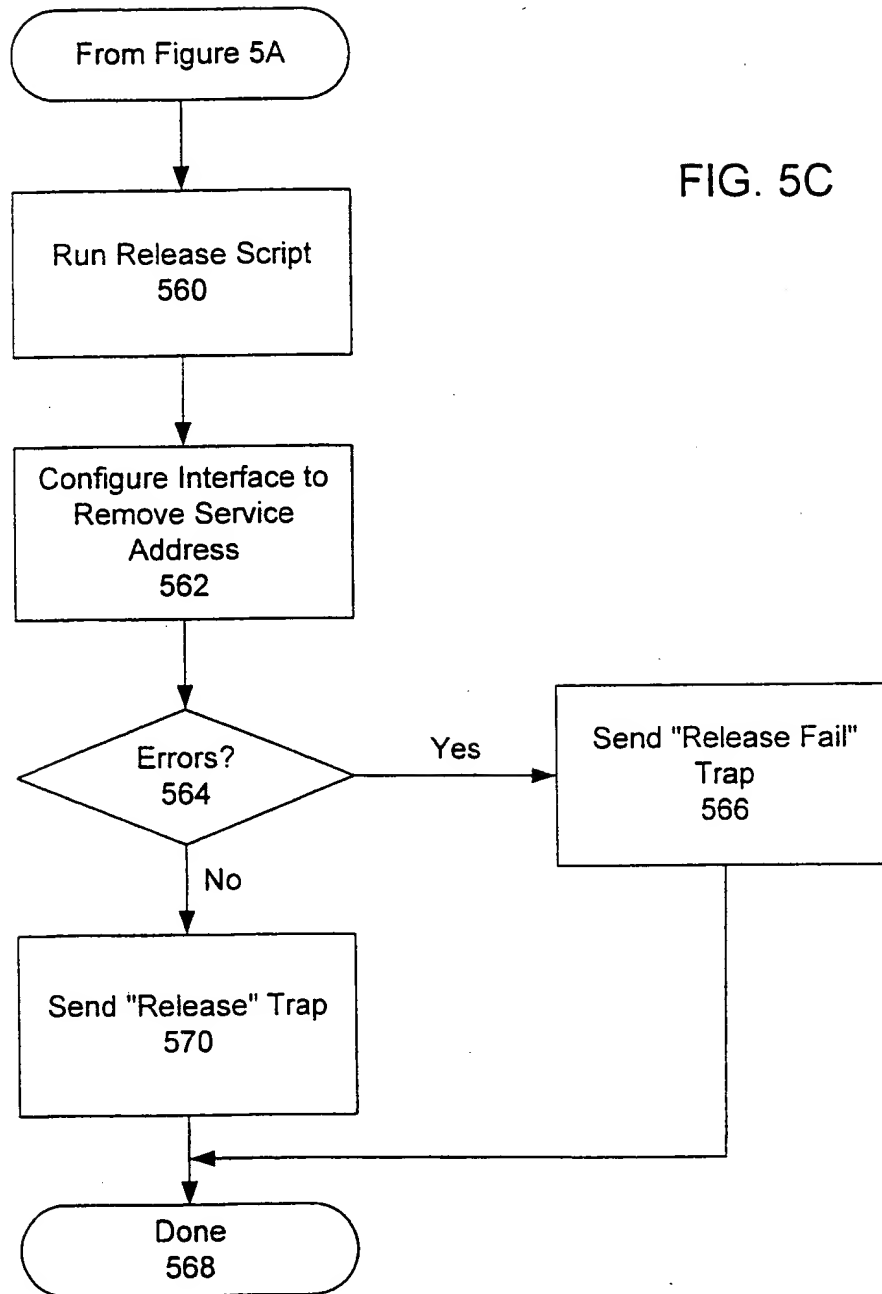 From Figure 5A
FIG. 5C
Run Release Script
560
Configure Interface to
Remove Service
Address
562
Errors?
564
Yes
Send "Release Fail"
Trap
566
No
Send "Release" Trap
570
Done
568